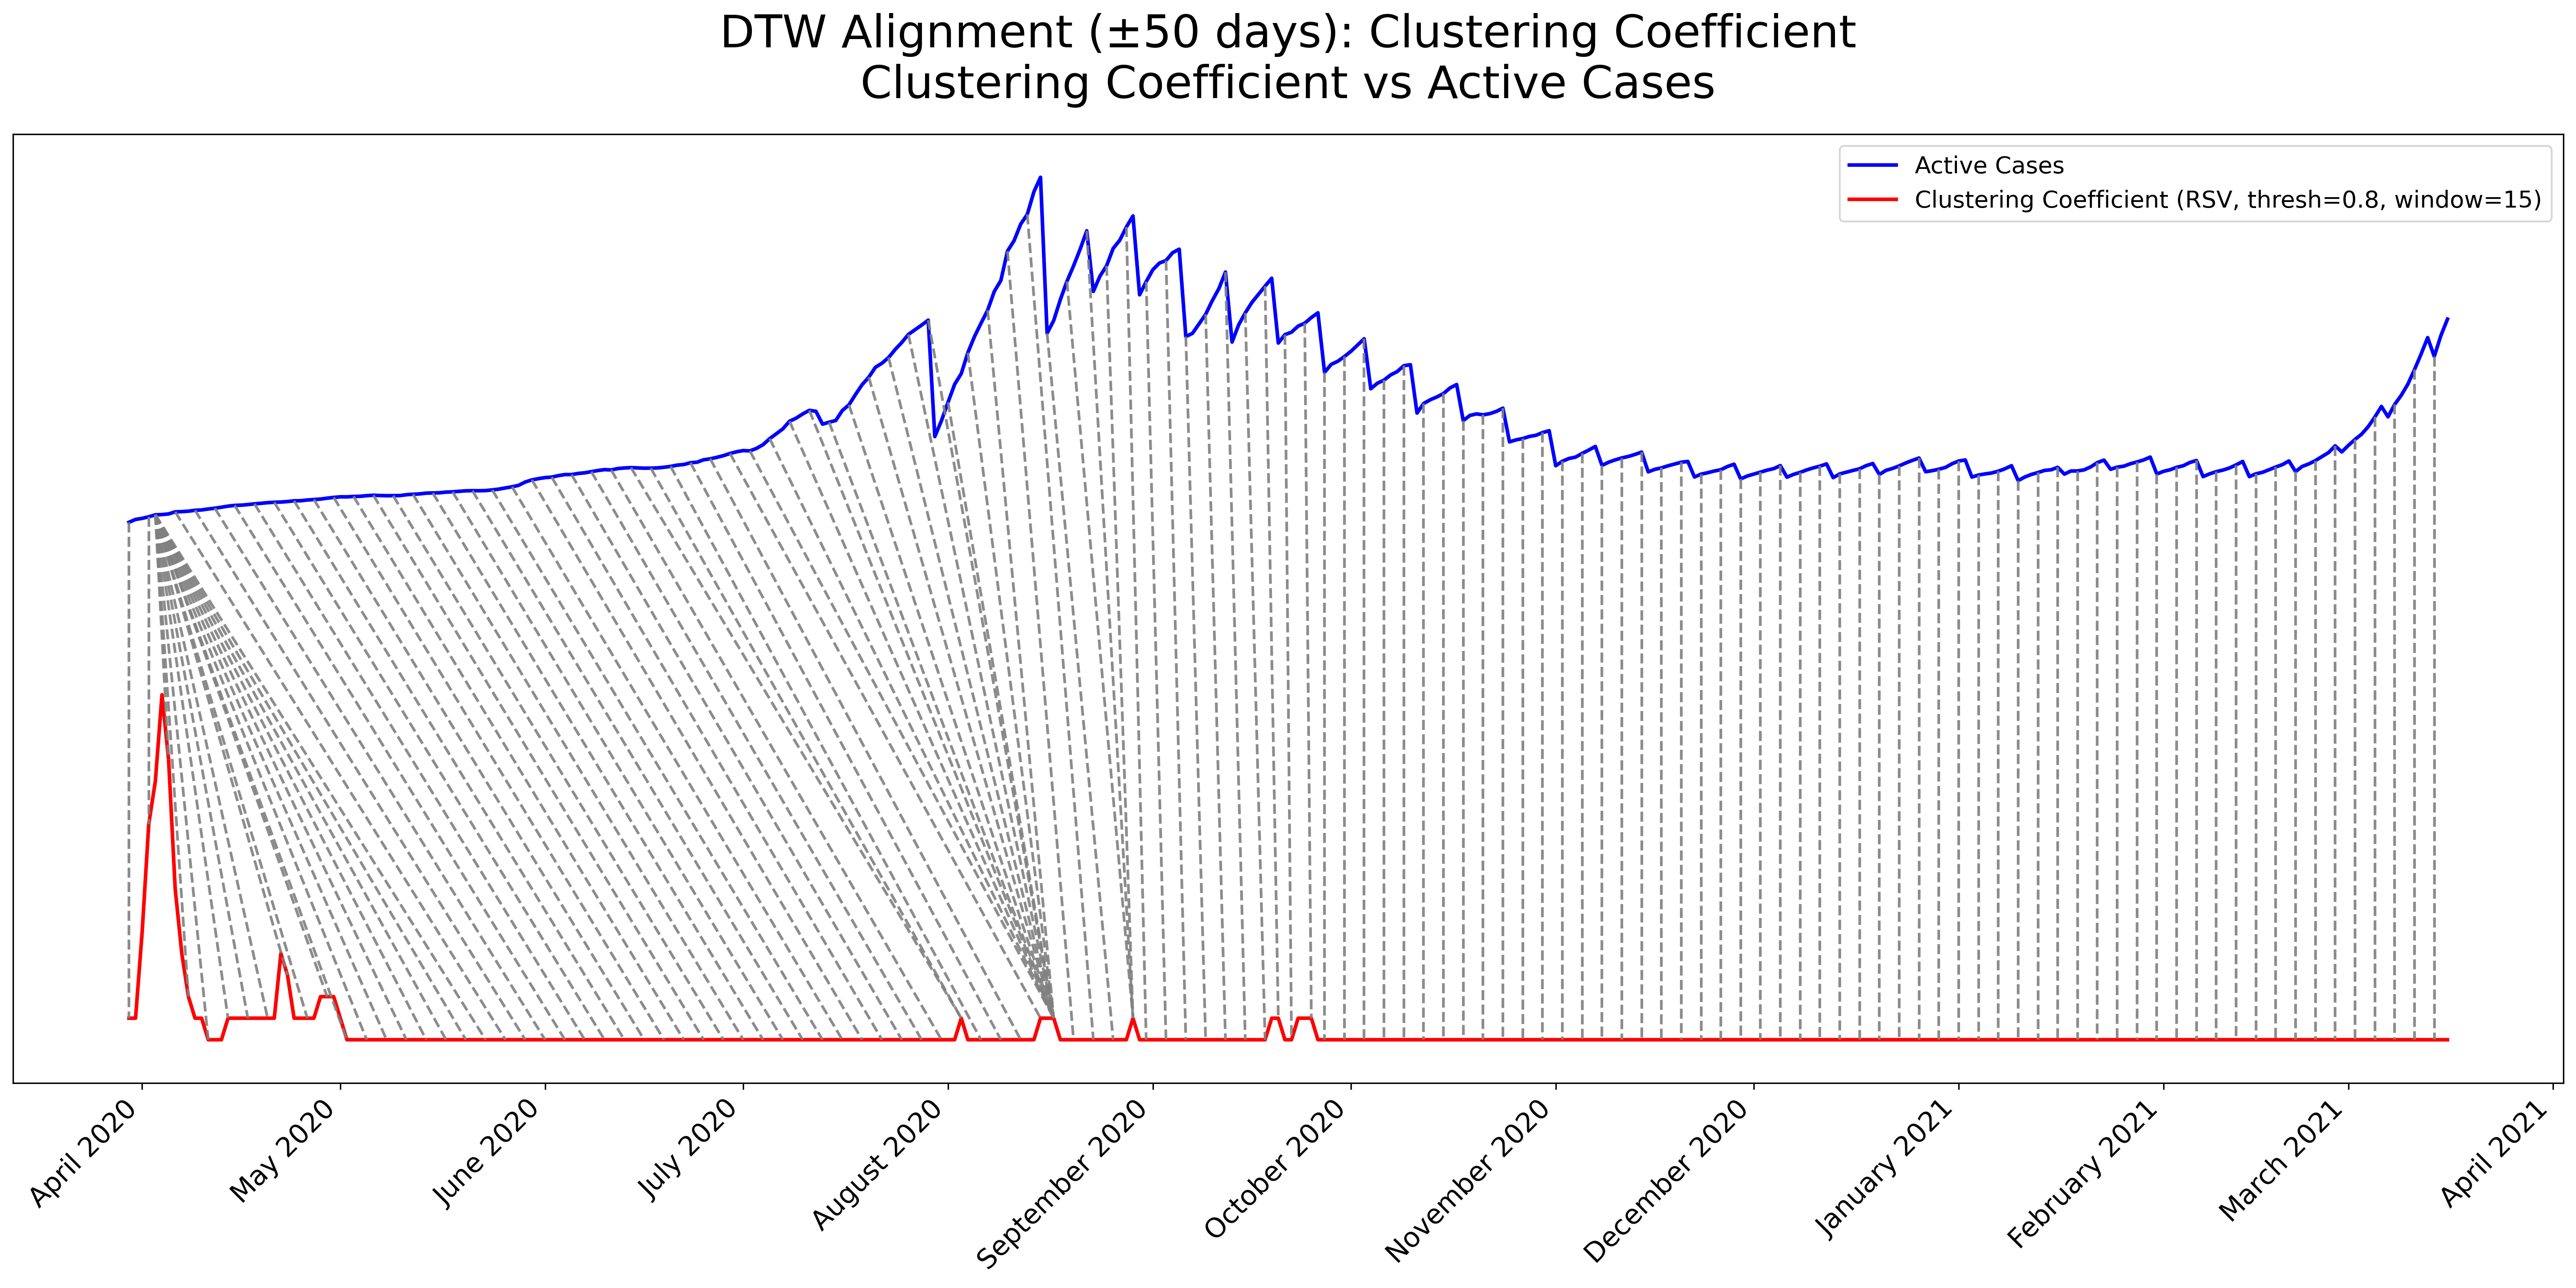 DTW Alignment (±50 days): Clustering Coefficient
Clustering Coefficient vs Active Cases
Active Cases
Clustering Coefficient (RSV, thresh=0.8, window=15)
April 2020
May 2020
June 2020
July 2020
August 2020
September 2020
October 2020
November 2020
December 2020
January 2021
February 2021
March 2021
April 2021